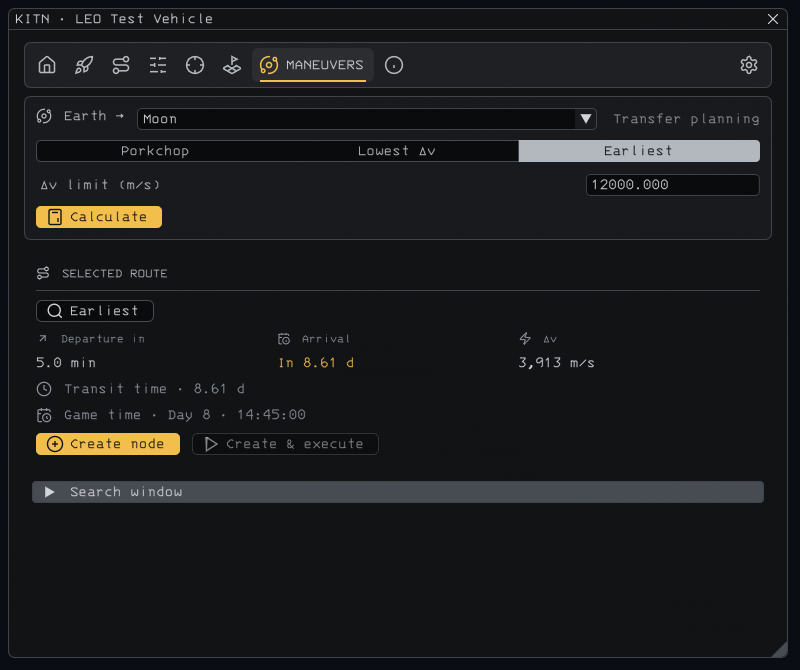 KITN · LEO Test Vehicle
MANEUVERS
Earth → Moon Transfer planning
Porkchop Lowest Δv Earliest
Δv limit (m/s) 12000.000
Calculate
SELECTED ROUTE
Earliest
Departure in Arrival Δv
5.0 min In 8.61 d 3,913 m/s
Transit time · 8.61 d
Game time · Day 8 · 14:45:00
Create node Create & execute
Search window